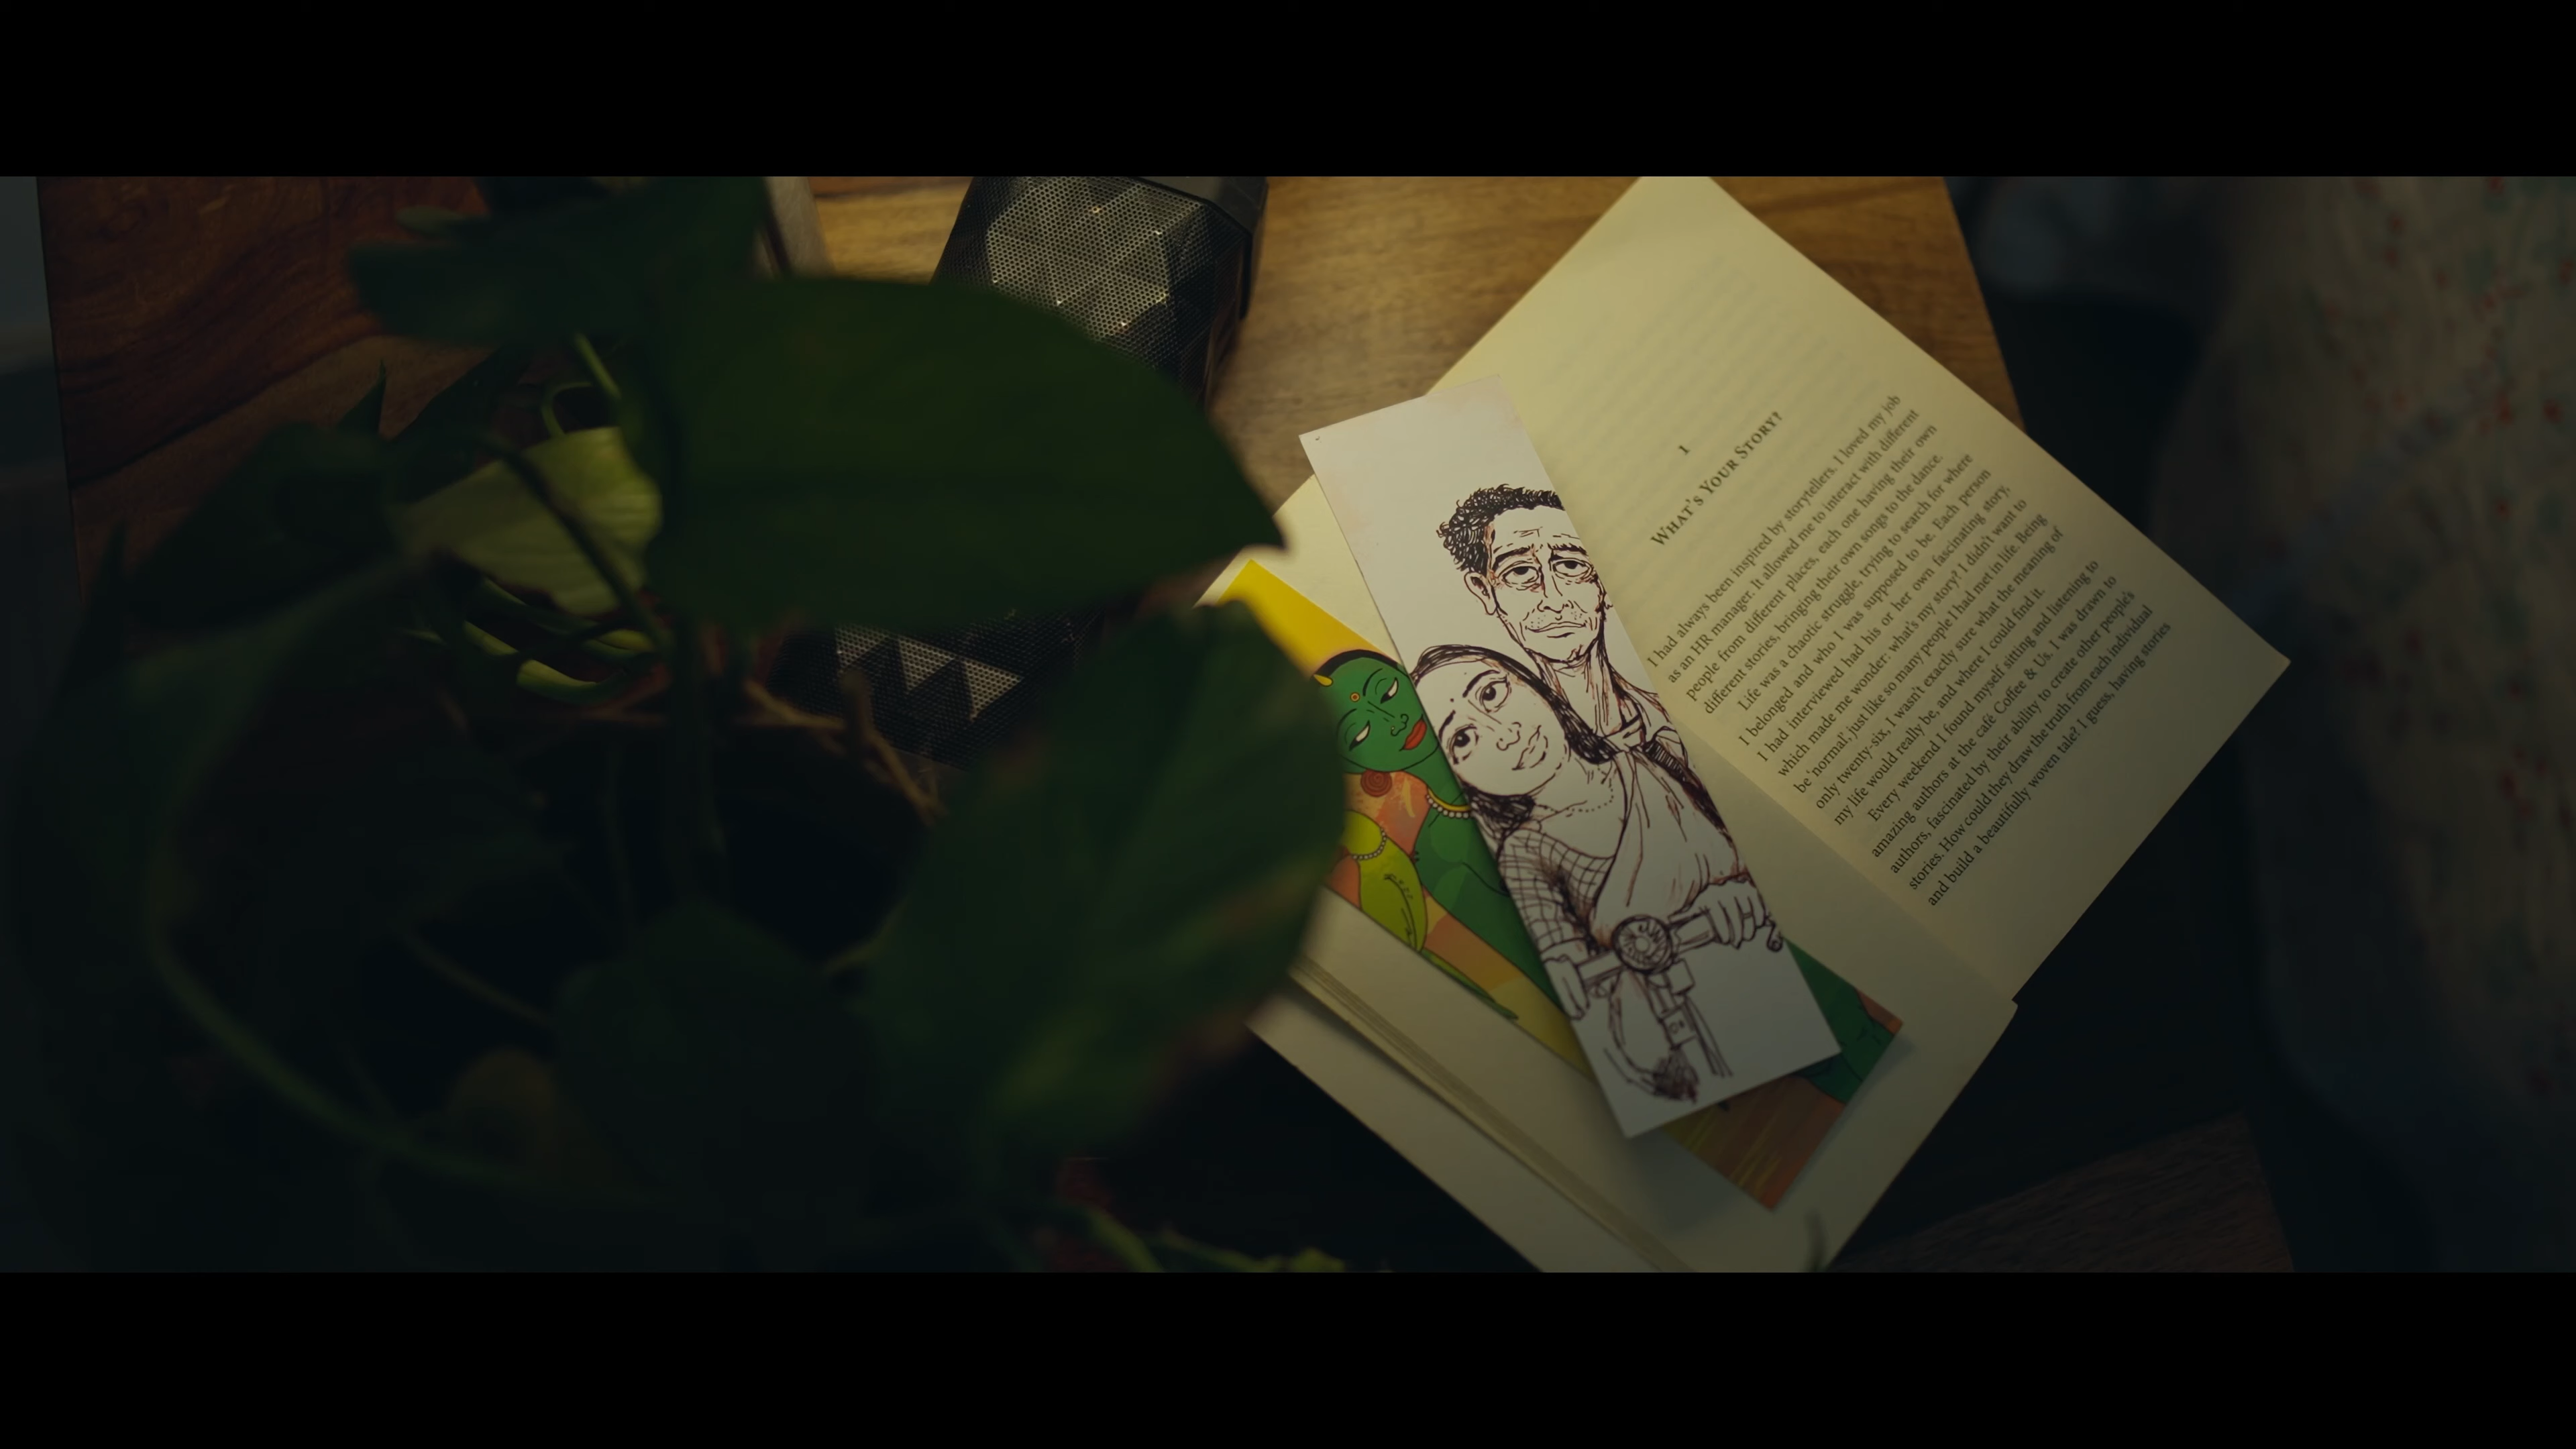 1
WHAT'S YOUR STORY?
I had always been inspired by storytellers. I loved my job
as an HR manager. It allowed me to interact with different
people from different places, each one having their own
different stories, bringing their own songs to the dance.
Life was a chaotic struggle, trying to search for where
I belonged and who I was supposed to be. Each person
I had interviewed had his or her own fascinating story,
which made me wonder: what's my story? I didn't want to
be 'normal', just like so many people I had met in life. Being
only twenty-six, I wasn't exactly sure what the meaning of
my life would really be, and where I could find it.
Every weekend I found myself sitting and listening to
amazing authors at the café Coffee & Us. I was drawn to
authors, fascinated by their ability to create other people's
stories. How could they draw the truth from each individual
and build a beautifully woven tale? I guess, having stories